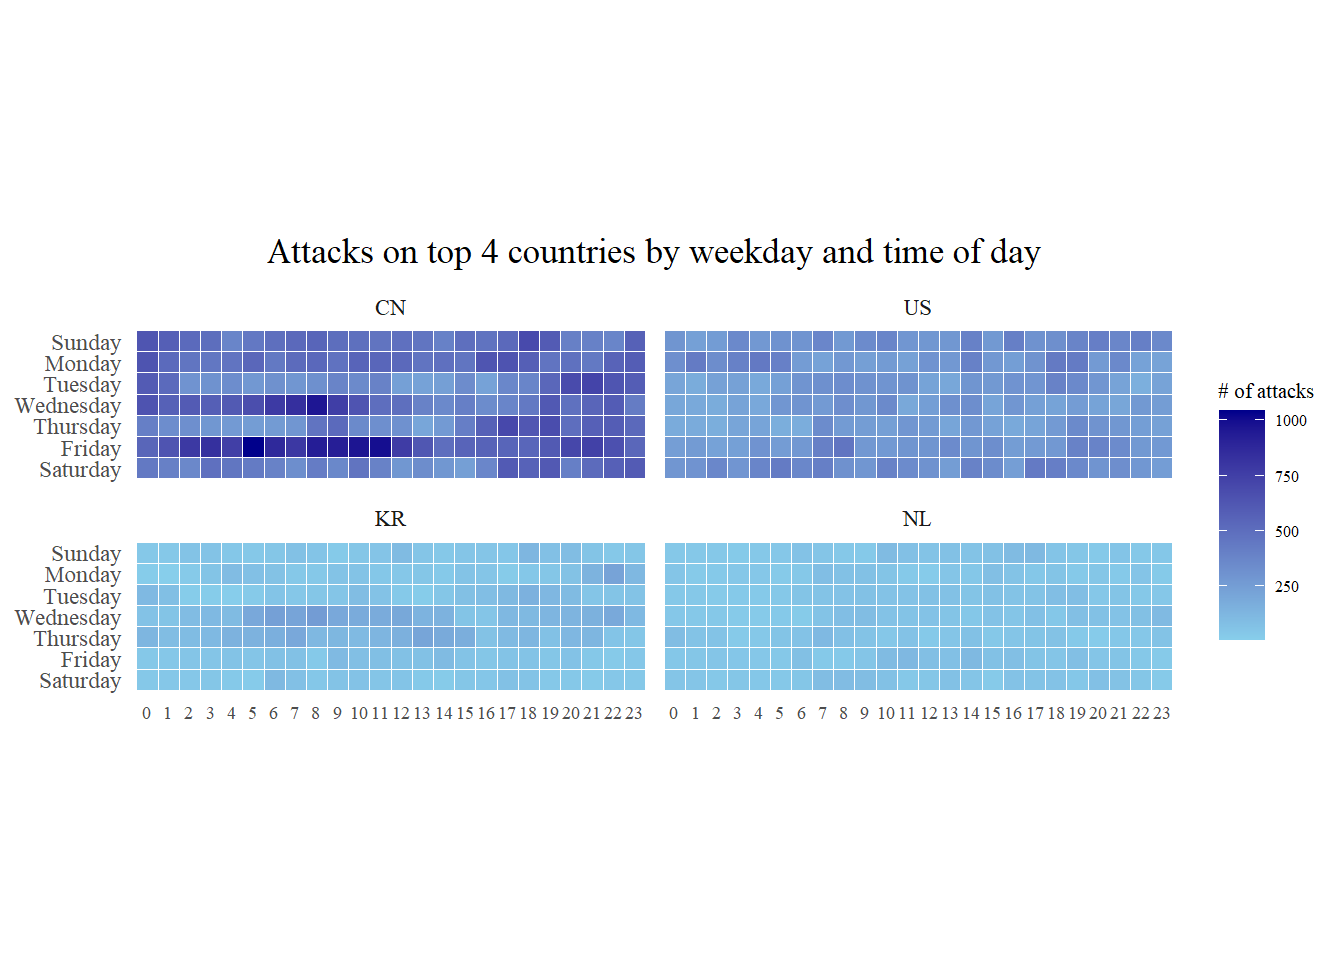 Attacks on top 4 countries by weekday and time of day
CN
US
Sunday
Monday
Tuesday
Wednesday
Thursday
Friday
Saturday
# of attacks
1000
750
500
250
KR
NL
Sunday
Monday
Tuesday
Wednesday
Thursday
Friday
Saturday
0 1 2 3 4 5 6 7 8 9 10 11 12 13 14 15 16 17 18 19 20 21 22 23
0 1 2 3 4 5 6 7 8 9 10 11 12 13 14 15 16 17 18 19 20 21 22 23